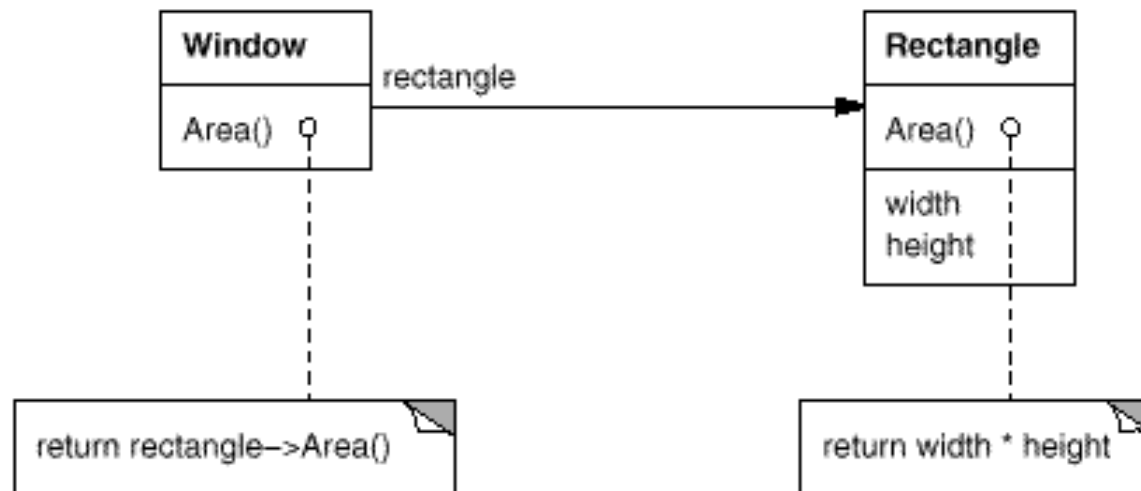 Window
Area()
rectangle
Rectangle
Area()
width
height
return rectangle–>Area()
return width * height